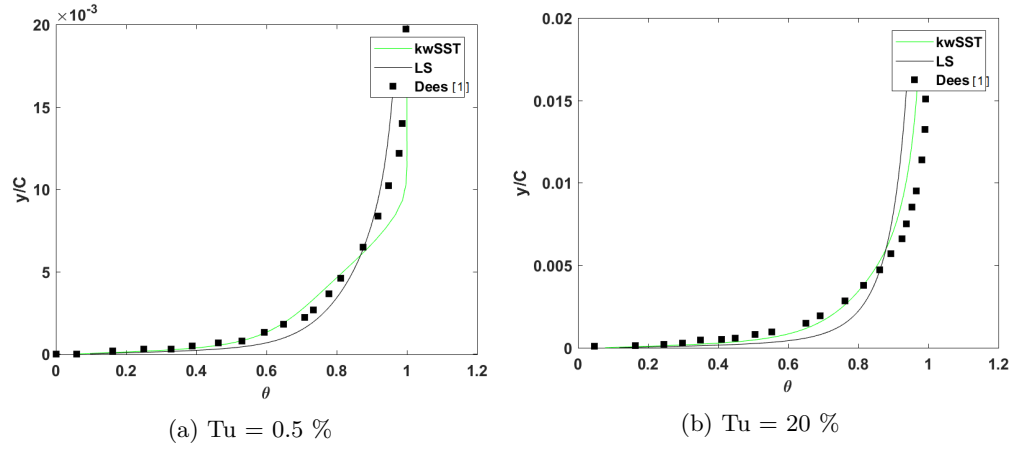 ×10⁻³
20
15
10
5
0
y/C
0 0.2 0.4 0.6 0.8 1 1.2
θ
kwSST
LS
Dees [1]
(a) Tu = 0.5 %
0.02
0.015
0.01
0.005
0
y/C
0 0.2 0.4 0.6 0.8 1 1.2
θ
kwSST
LS
Dees [1]
(b) Tu = 20 %